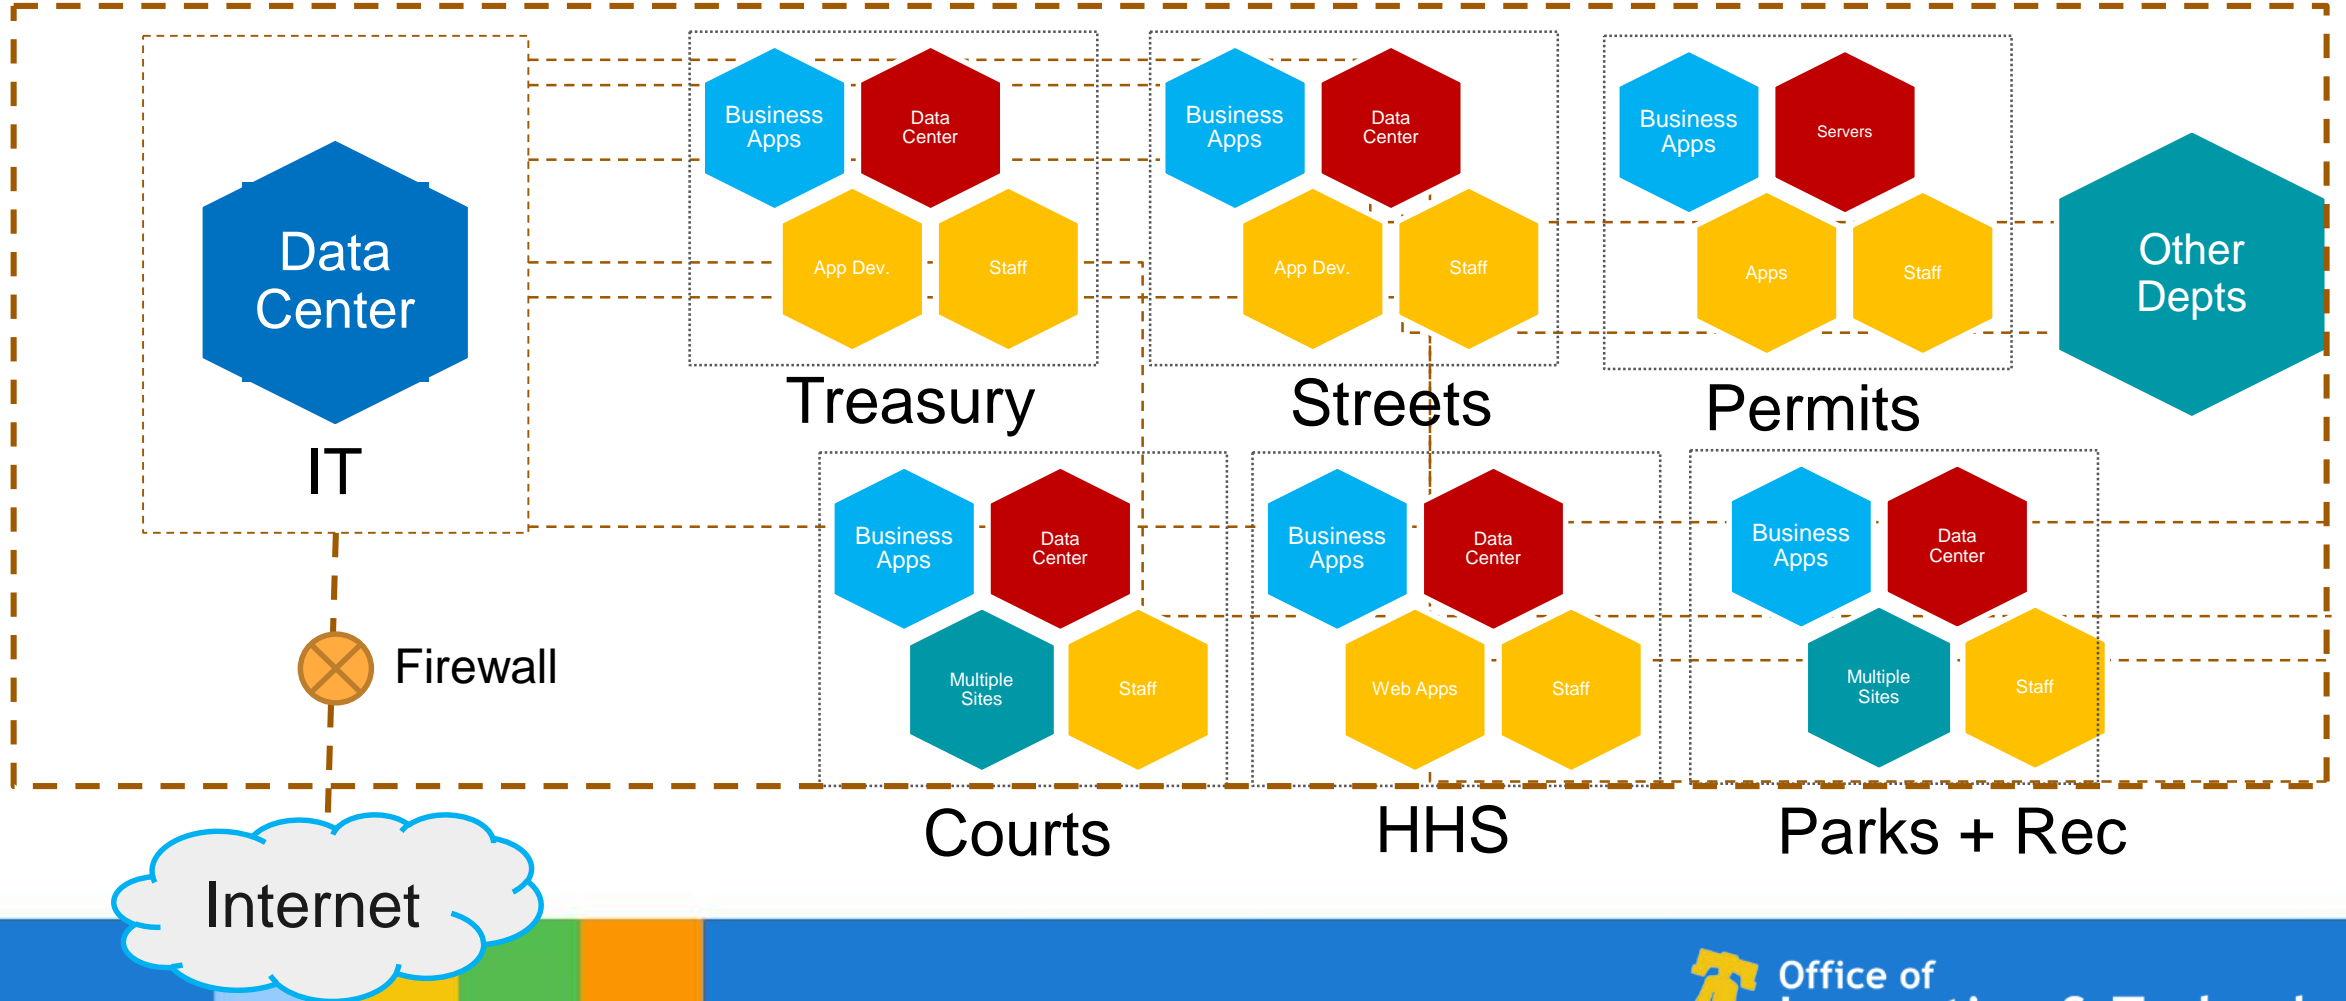 Data
Center
IT
Firewall
Internet
Business
Apps
Data
Center
App Dev.
Staff
Treasury
Business
Apps
Data
Center
App Dev.
Staff
Streets
Business
Apps
Servers
Apps
Staff
Permits
Other
Depts
Business
Apps
Data
Center
Multiple
Sites
Staff
Courts
Business
Apps
Data
Center
Web Apps
Staff
HHS
Business
Apps
Data
Center
Multiple
Sites
Staff
Parks + Rec
Office of